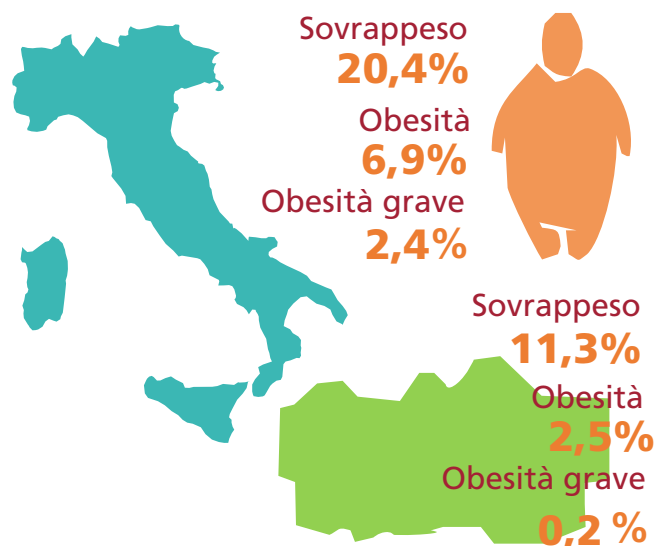 Sovrappeso
20,4%
Obesità
6,9%
Obesità grave
2,4%
Sovrappeso
11,3%
Obesità
2,5%
Obesità grave
0,2 %